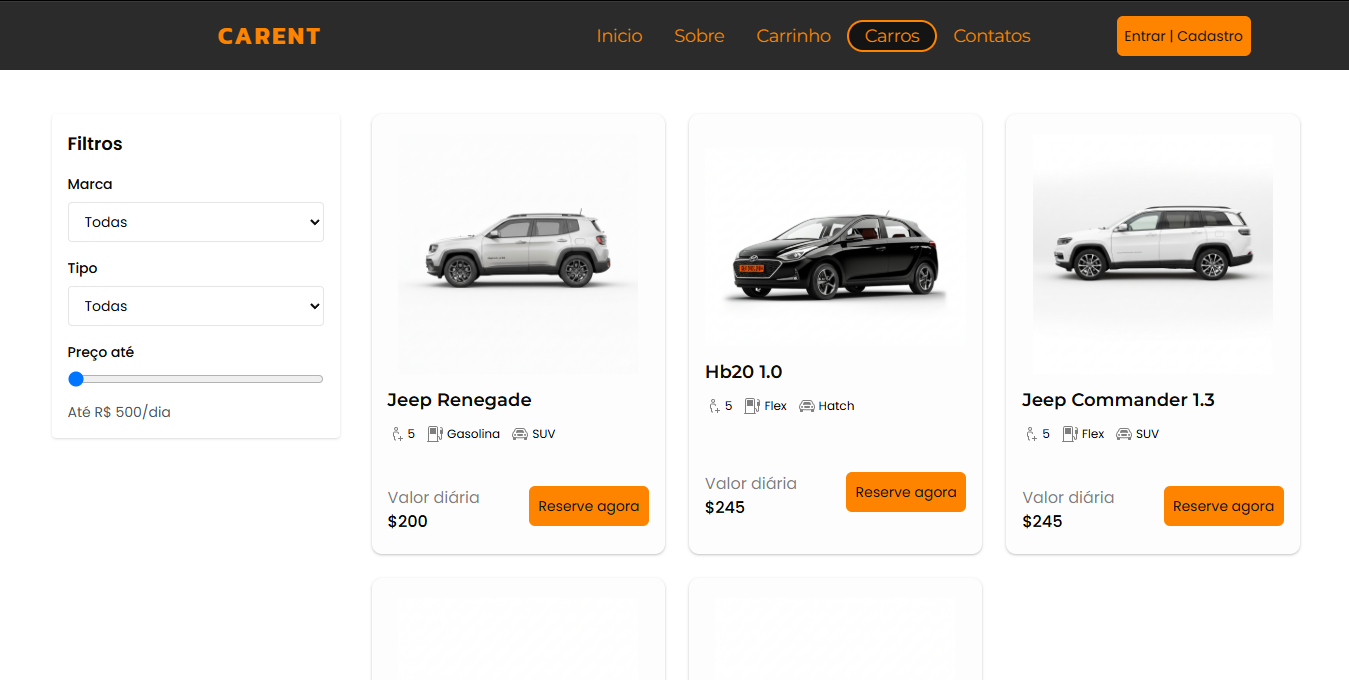 CARENT
Inicio Sobre Carrinho Carros Contatos
Entrar | Cadastro
Filtros
Marca
Todas
Tipo
Todas
Preço até
Até R$ 500/dia
Jeep Renegade
5 Gasolina SUV
Valor diária
$200
Reserve agora
Hb20 1.0
5 Flex Hatch
Valor diária
$245
Reserve agora
Jeep Commander 1.3
5 Flex SUV
Valor diária
$245
Reserve agora